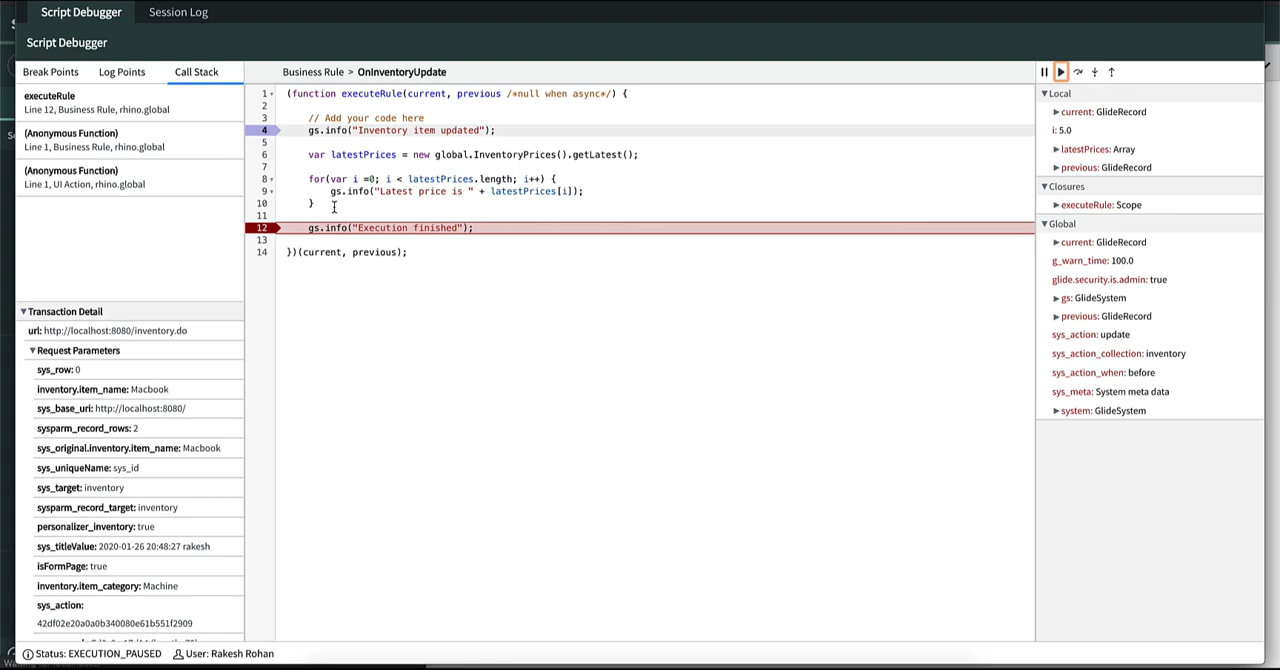 Script Debugger
Session Log
Script Debugger
Break Points
Log Points
Call Stack
executeRule
Line 12, Business Rule, rhino.global
(Anonymous Function)
Line 1, Business Rule, rhino.global
(Anonymous Function)
Line 1, UI Action, rhino.global
Transaction Detail
url: http://localhost:8080/inventory.do
Request Parameters
sys_row: 0
inventory.item_name: Macbook
sys_base_uri: http://localhost:8080/
sysparm_record_rows: 2
sys_original.inventory.item_name: Macbook
sys_uniqueName: sys_id
sys_target: inventory
sysparm_record_target: inventory
personalizer_inventory: true
sys_titleValue: 2020-01-26 20:48:27 rakesh
isFormPage: true
inventory.item_category: Machine
sys_action:
42df02e20a0a0b340080e61b551f2909
Business Rule > OnInventoryUpdate
1 (function executeRule(current, previous /*null when async*/) {
2
3 // Add your code here
4 gs.info("Inventory item updated");
5
6 var latestPrices = new global.InventoryPrices().getLatest();
7
8 for(var i =0; i < latestPrices.length; i++) {
9 gs.info("Latest price is " + latestPrices[i]);
10 }
11
12 gs.info("Execution finished");
13
14 })(current, previous);
Local
current: GlideRecord
i: 5.0
latestPrices: Array
previous: GlideRecord
Closures
executeRule: Scope
Global
current: GlideRecord
g_warn_time: 100.0
glide.security.is.admin: true
gs: GlideSystem
previous: GlideRecord
sys_action: update
sys_action_collection: inventory
sys_action_when: before
sys_meta: System meta data
system: GlideSystem
Status: EXECUTION_PAUSED
User: Rakesh Rohan